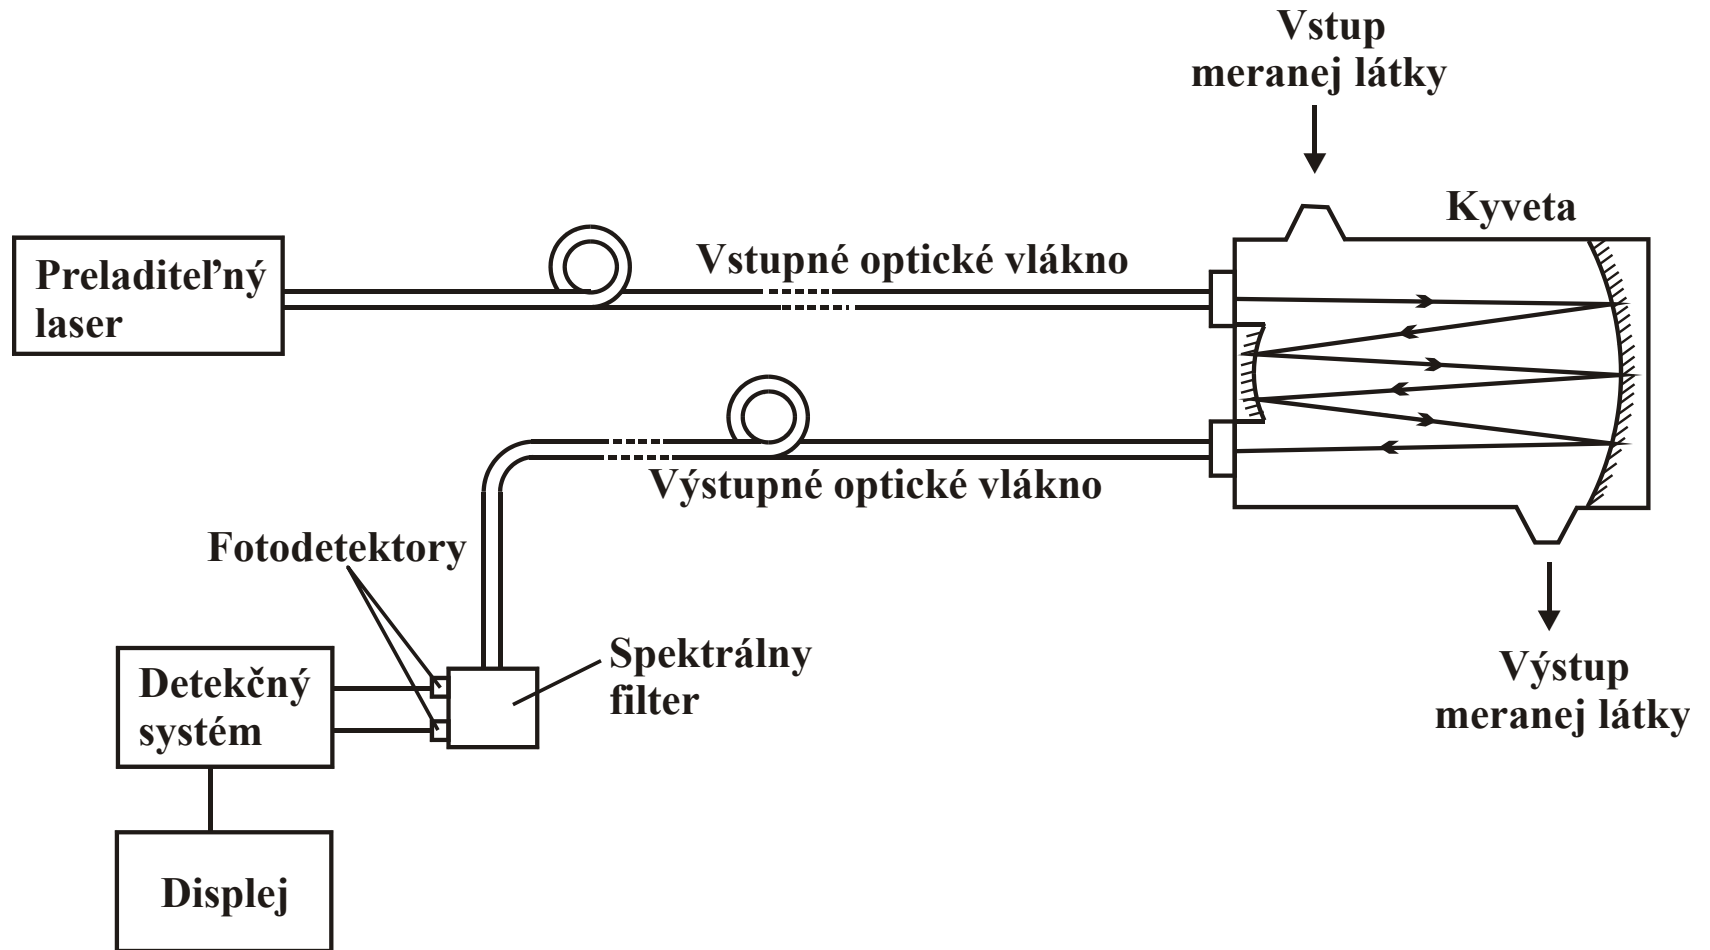 Vstup
meranej látky
Kyveta
Preladiteľný
laser
Vstupné optické vlákno
Výstupné optické vlákno
Fotodetektory
Spektrálny
filter
Detekčný
systém
Výstup
meranej látky
Displej